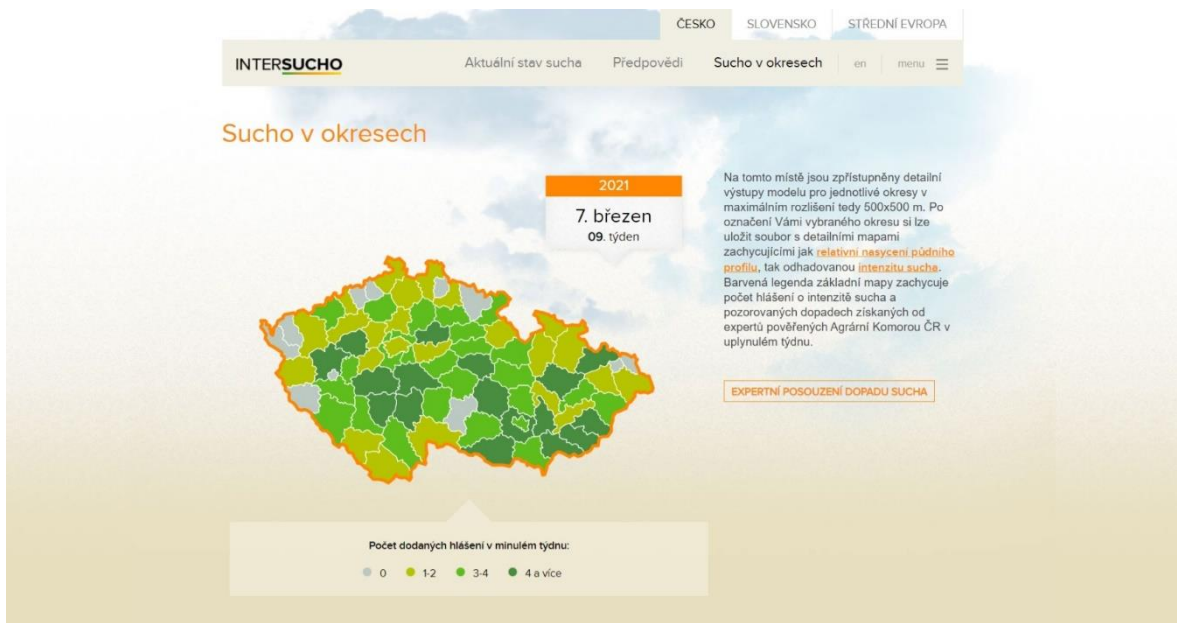 ČESKO SLOVENSKO STŘEDNÍ EVROPA
INTERSUCHO Aktuální stav sucha Předpovědi Sucho v okresech en menu
Sucho v okresech
2021
7. březen
09. týden
Na tomto místě jsou zpřístupněny detailní
výstupy modelu pro jednotlivé okresy v
maximálním rozlišení tedy 500x500 m. Po
označení Vámi vybraného okresu si lze
uložit soubor s detailními mapami
zachycujícími jak relativní nasycení půdního
profilu, tak odhadovanou intenzitu sucha.
Barvená legenda základní mapy zachycuje
počet hlášení o intenzitě sucha a
pozorovaných dopadech získaných od
expertů pověřených Agrární Komorou ČR v
uplynulém týdnu.
EXPERTNÍ POSOUZENÍ DOPADU SUCHA
Počet dodaných hlášení v minulém týdnu:
0 1-2 3-4 4 a více